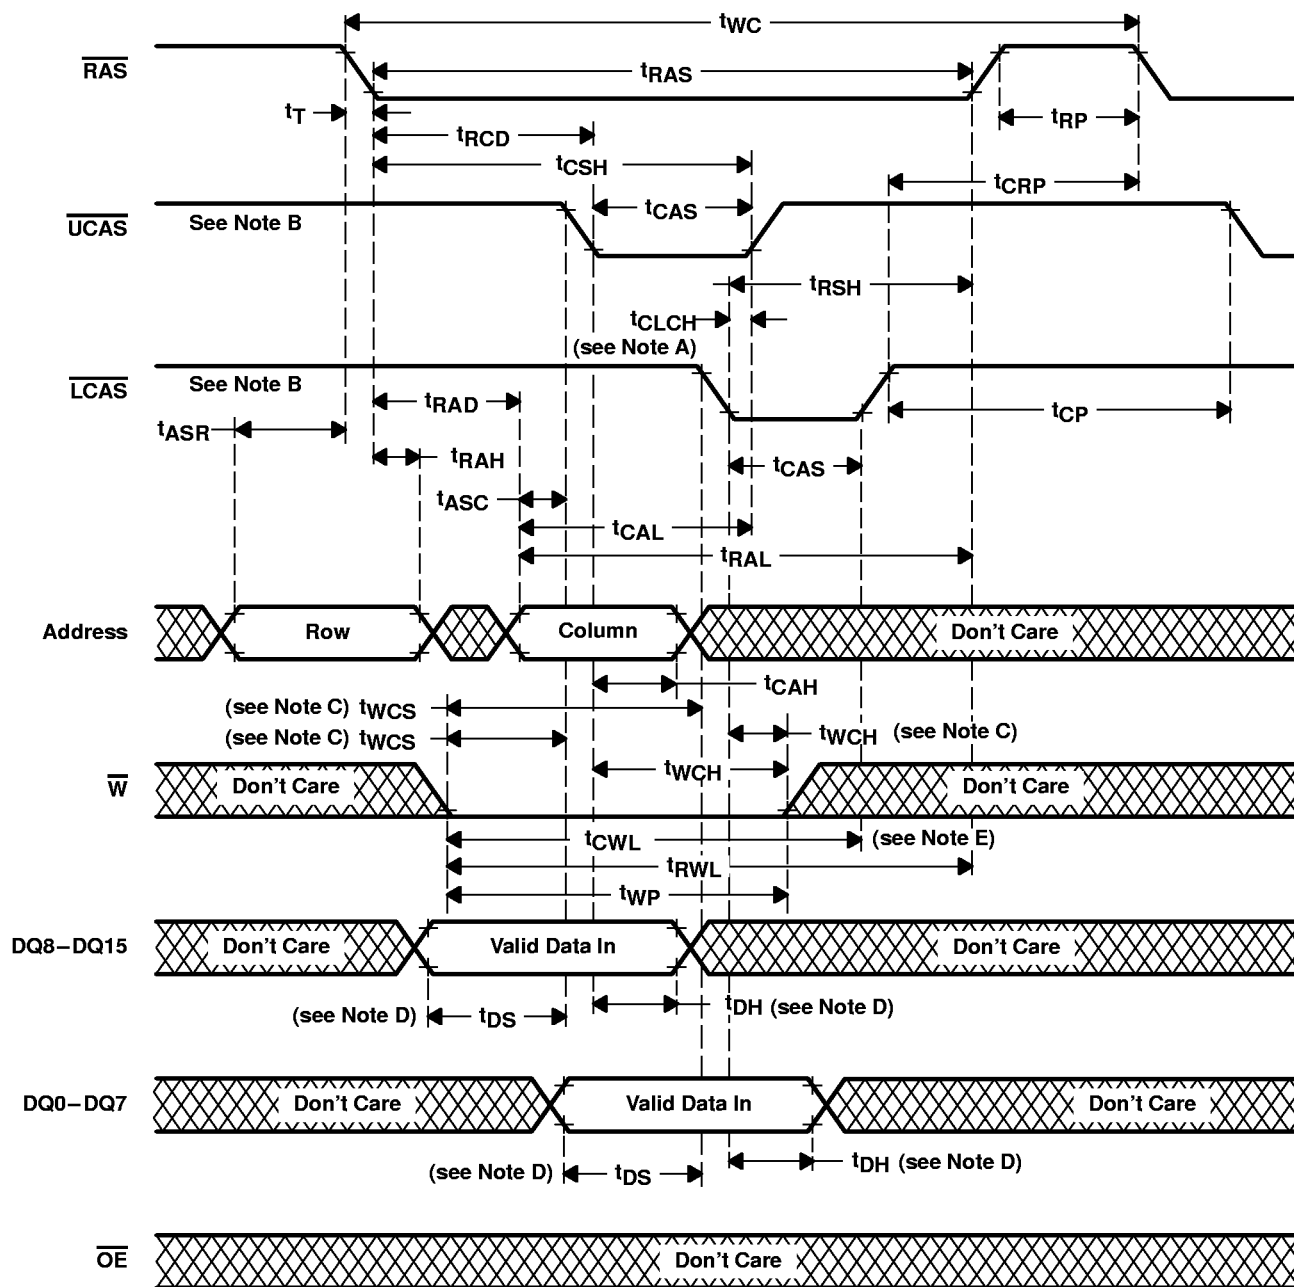 tWC
RAS
tRAS
tT
tRP
tRCD
tCSH
tCRP
UCAS
See Note B
tCAS
tRSH
tCLCH
(see Note A)
LCAS
See Note B
tRAD
tCP
tASR
tRAH
tCAS
tASC
tCAL
tRAL
Address
Row
Column
Don't Care
tCAH
(see Note C) tWCS
tWCH (see Note C)
(see Note C) tWCS
tWCH
W
Don't Care
Don't Care
tCWL
(see Note E)
tRWL
tWP
DQ8–DQ15
Don't Care
Valid Data In
Don't Care
(see Note D)
tDS
tDH (see Note D)
DQ0–DQ7
Don't Care
Valid Data In
Don't Care
(see Note D)
tDS
tDH (see Note D)
OE
Don't Care